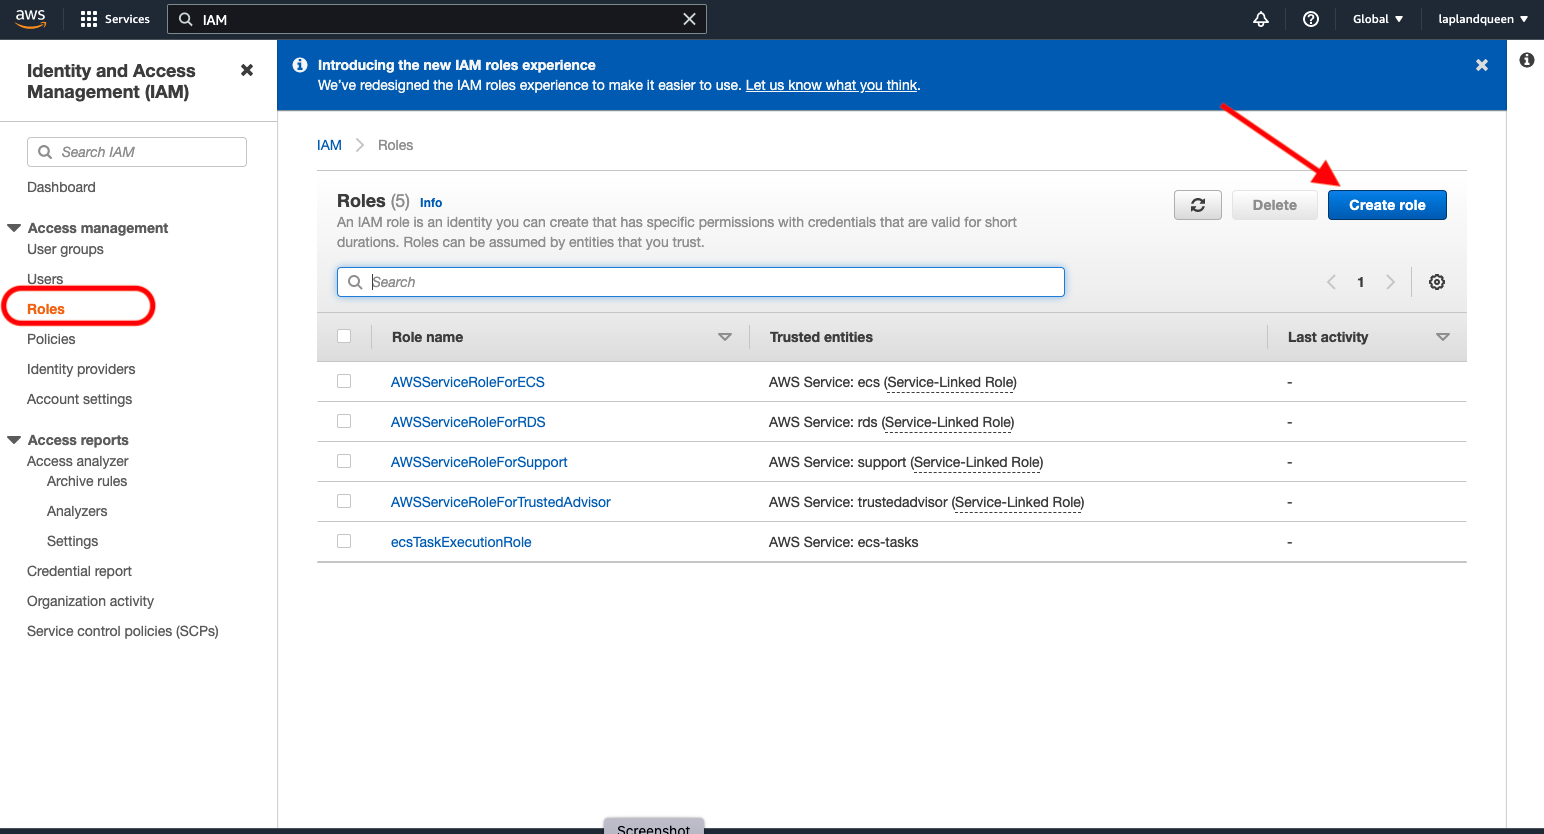 aws
Services
IAM
Global
laplandqueen
Identity and Access
Management (IAM)
Search IAM
Dashboard
Access management
User groups
Users
Roles
Policies
Identity providers
Account settings
Access reports
Access analyzer
Archive rules
Analyzers
Settings
Credential report
Organization activity
Service control policies (SCPs)
Introducing the new IAM roles experience
We've redesigned the IAM roles experience to make it easier to use. Let us know what you think.
IAM Roles
Roles (5) Info
An IAM role is an identity you can create that has specific permissions with credentials that are valid for short
durations. Roles can be assumed by entities that you trust.
Delete
Create role
Search
1
Role name Trusted entities Last activity
AWSServiceRoleForECS AWS Service: ecs (Service-Linked Role) -
AWSServiceRoleForRDS AWS Service: rds (Service-Linked Role) -
AWSServiceRoleForSupport AWS Service: support (Service-Linked Role) -
AWSServiceRoleForTrustedAdvisor AWS Service: trustedadvisor (Service-Linked Role) -
ecsTaskExecutionRole AWS Service: ecs-tasks -
Screenshot